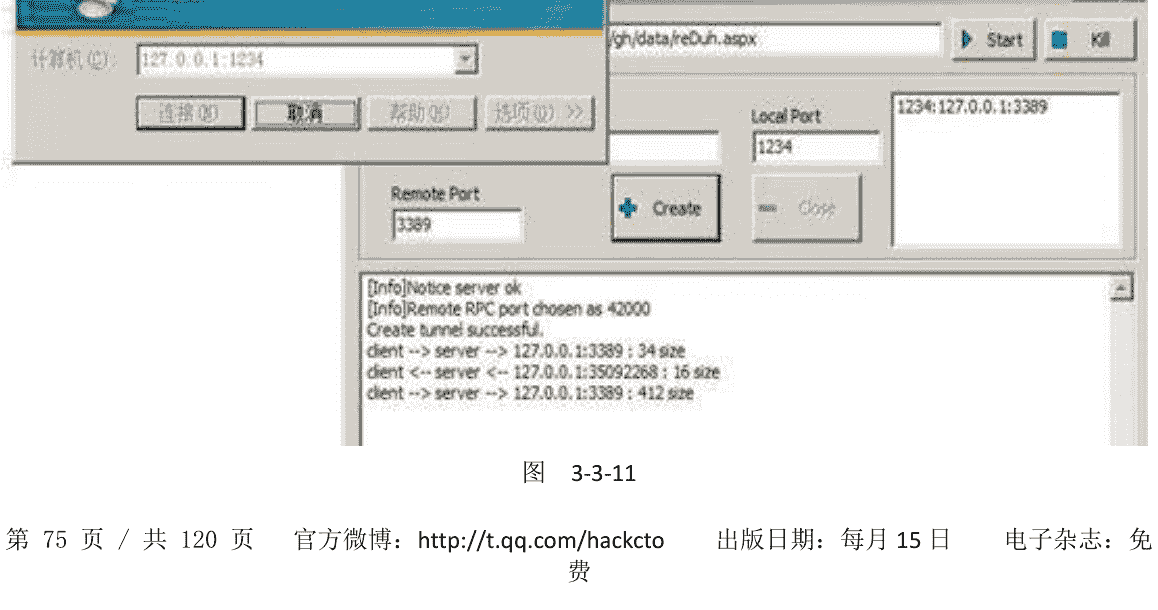 /gh/data/reDuh.aspx
Start
Kill
计算机(C):
127.0.0.1:1234
连接(N)
取消
帮助(H)
选项(O) >>
Local Port
1234
1234:127.0.0.1:3389
Remote Port
3389
Create
Close
[Info]Notice server ok
[Info]Remote RPC port chosen as 42000
Create tunnel successful.
client --> server --> 127.0.0.1:3389 : 34 size
client <-- server <-- 127.0.0.1:35092268 : 16 size
client --> server --> 127.0.0.1:3389 : 412 size
图 3-3-11
第 75 页 / 共 120 页 官方微博：http://t.qq.com/hackcto 出版日期：每月 15 日 电子杂志：免
费